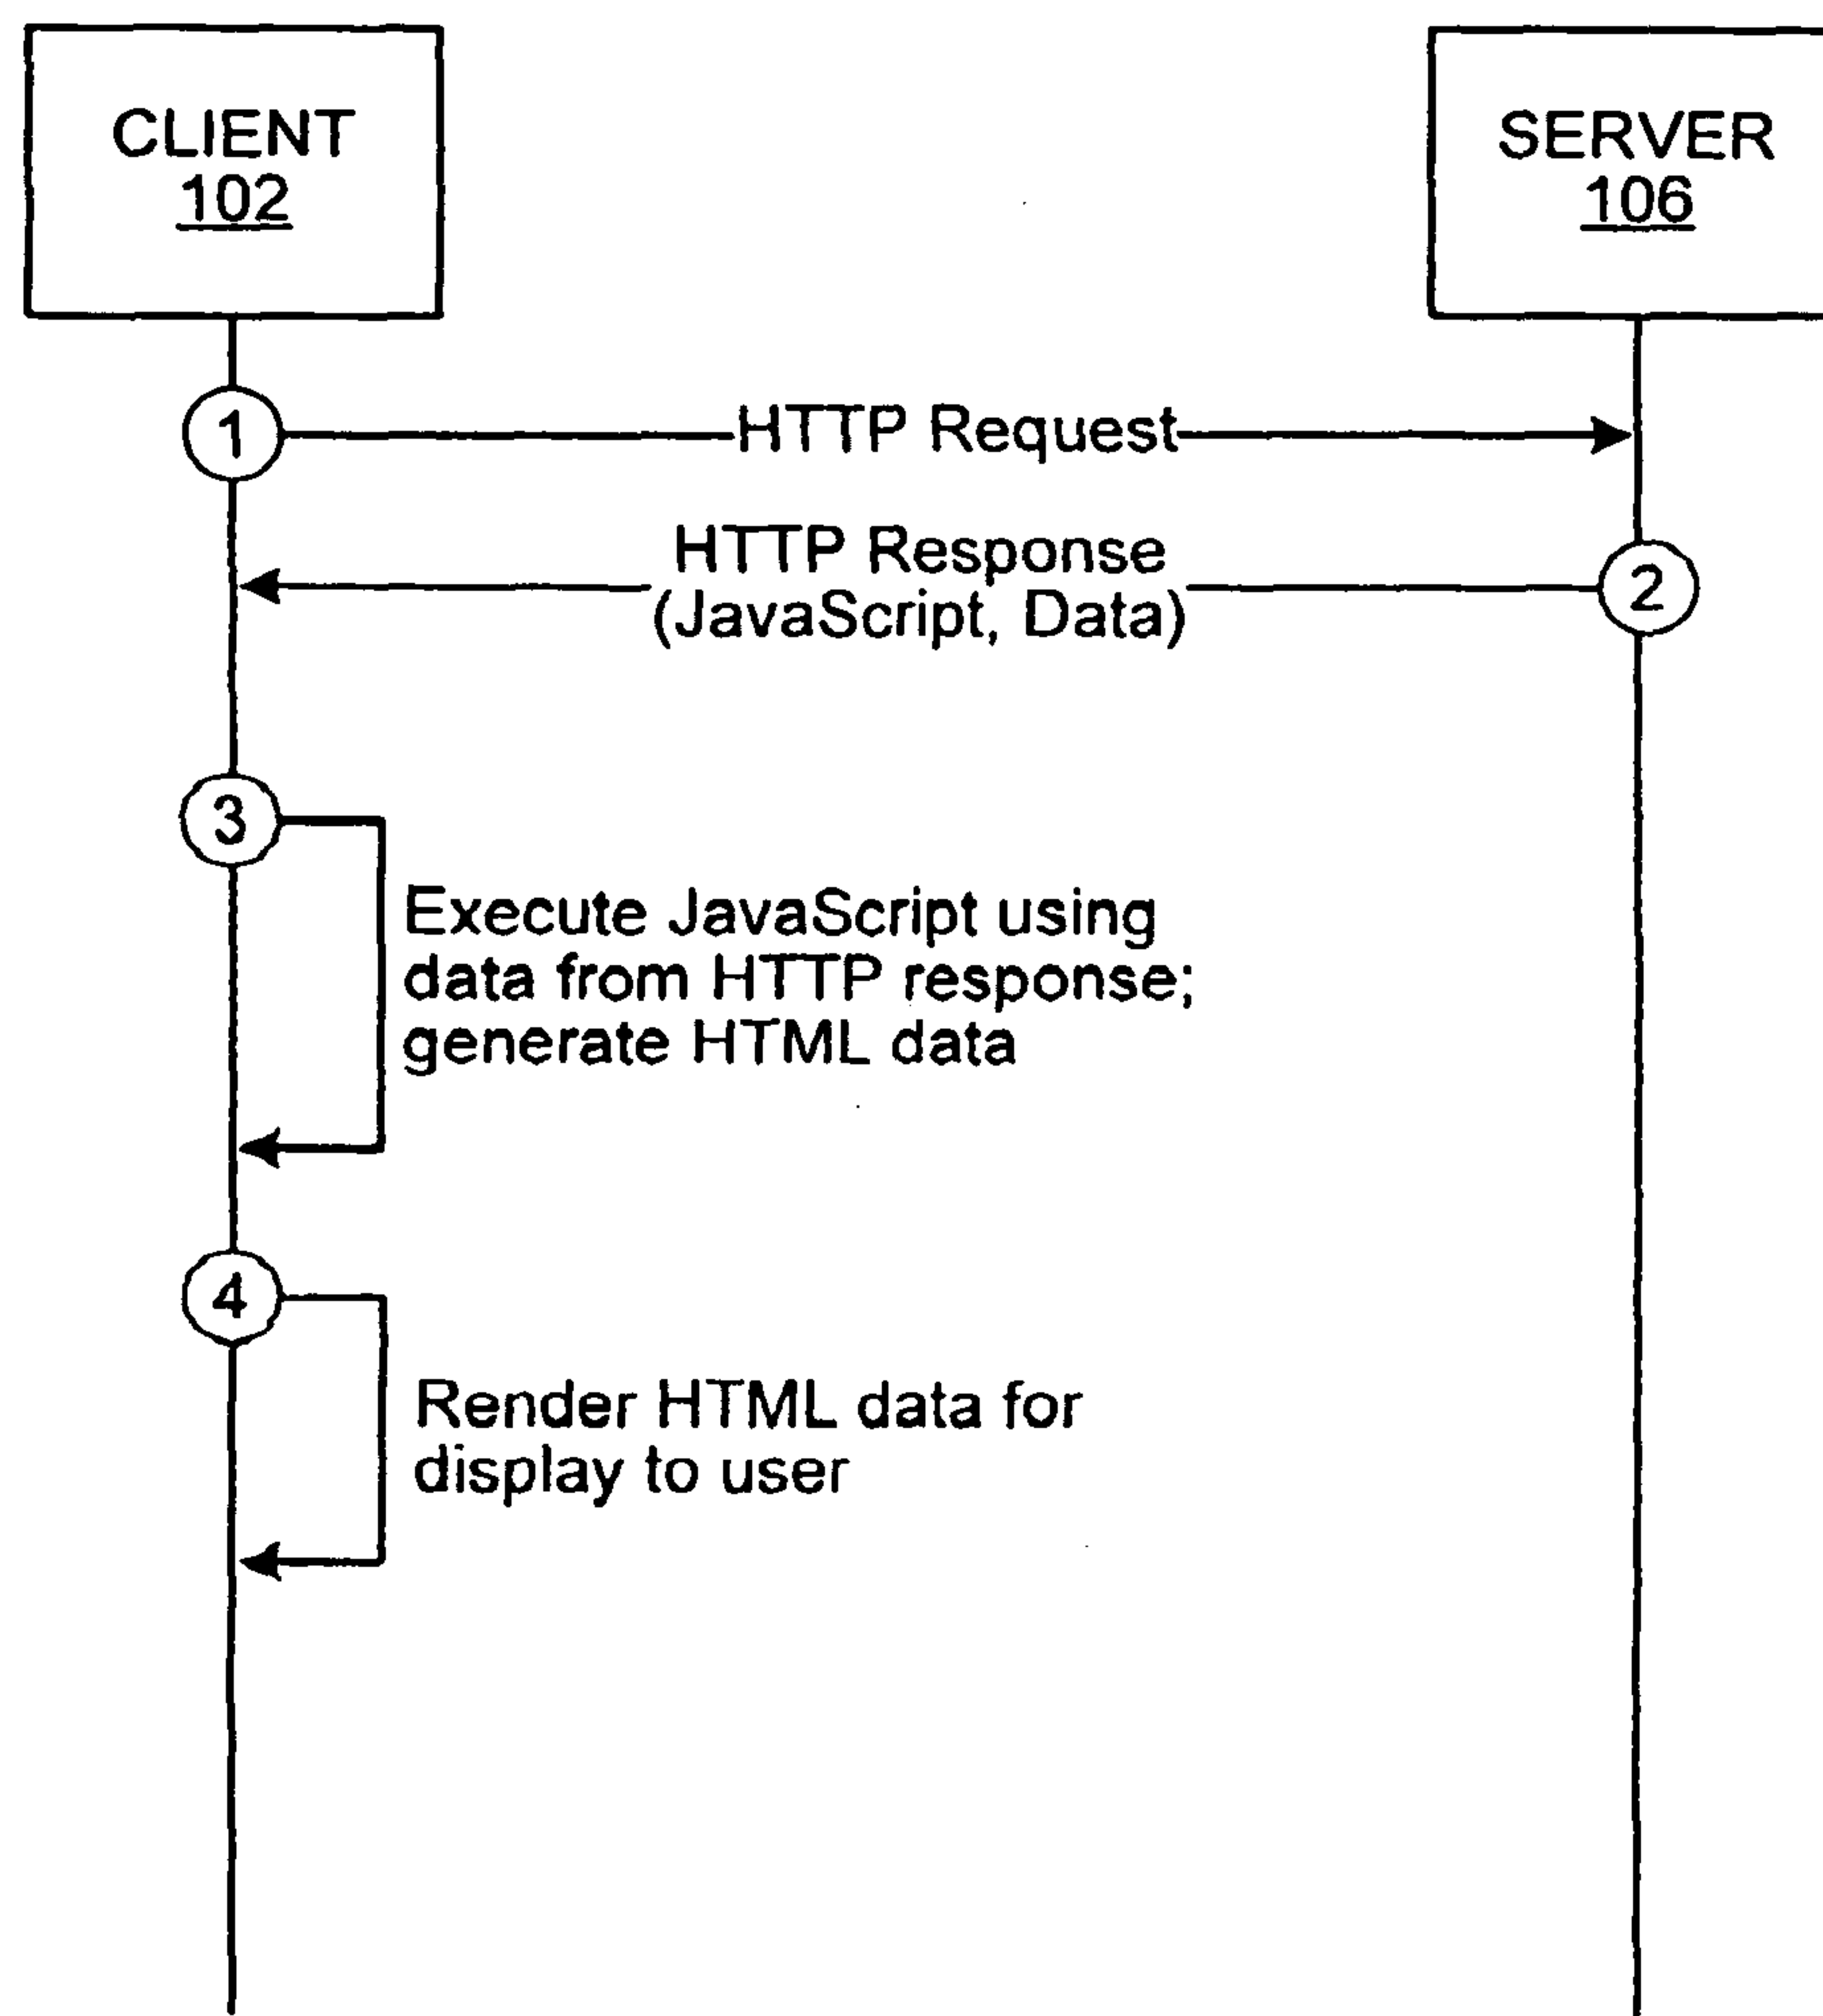 CLIENT
102
SERVER
106
1
HTTP Request
HTTP Response
(JavaScript, Data)
2
3
Execute JavaScript using
data from HTTP response;
generate HTML data
4
Render HTML data for
display to user